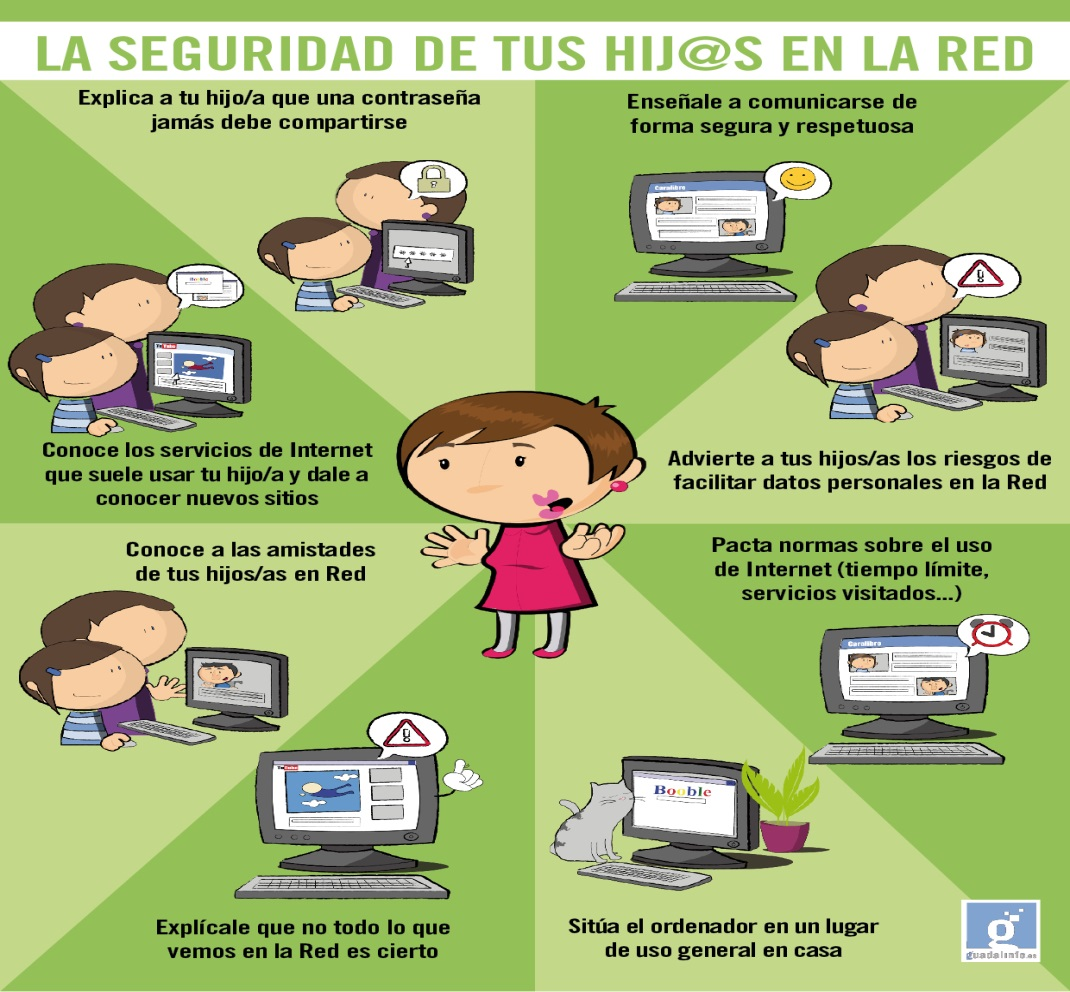 LA SEGURIDAD DE TUS HIJ@S EN LA RED
Explica a tu hijo/a que una contraseña
jamás debe compartirse
Enseñale a comunicarse de
forma segura y respetuosa
Caralibro
Conoce los servicios de Internet
que suele usar tu hijo/a y dale a
conocer nuevos sitios
Advierte a tus hijos/as los riesgos de
facilitar datos personales en la Red
Conoce a las amistades
de tus hijos/as en Red
Pacta normas sobre el uso
de Internet (tiempo límite,
servicios visitados...)
Caralibro
Booble
Explícale que no todo lo que
vemos en la Red es cierto
Sitúa el ordenador en un lugar
de uso general en casa
g
guadalinfo.es